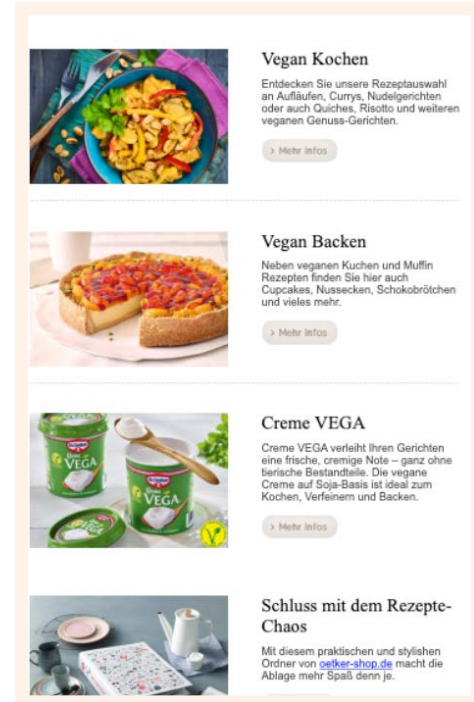 Vegan Kochen
Entdecken Sie unsere Rezeptauswahl
an Aufläufen, Currys, Nudelgerichten
oder auch Quiches, Risotto und weiteren
veganen Genuss-Gerichten.
› Mehr Infos
Vegan Backen
Neben veganen Kuchen und Muffin
Rezepten finden Sie hier auch
Cupcakes, Nussecken, Schokobrötchen
und vieles mehr.
› Mehr Infos
VEGA
VEGA
Creme VEGA
Creme VEGA verleiht Ihren Gerichten
eine frische, cremige Note – ganz ohne
tierische Bestandteile. Die vegane
Creme auf Soja-Basis ist ideal zum
Kochen, Verfeinern und Backen.
› Mehr Infos
Schluss mit dem Rezepte-
Chaos
Mit diesem praktischen und stylishen
Ordner von oetker-shop.de macht die
Ablage mehr Spaß denn je.